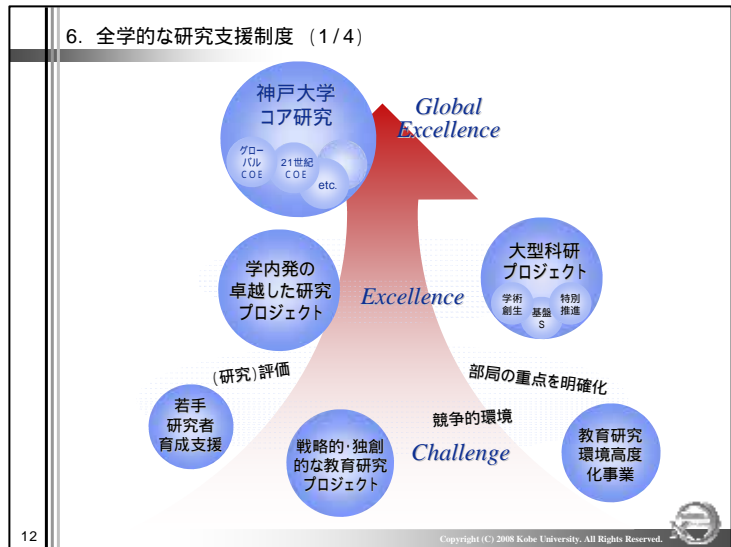 6. 全学的な研究支援制度 (1/4)
神戸大学
コア研究
グロー
バル
COE
21世紀
COE
etc.
Global
Excellence
学内発の
卓越した研究
プロジェクト
Excellence
大型科研
プロジェクト
学術
創生
基盤
S
特別
推進
(研究)評価
部局の重点を明確化
競争的環境
若手
研究者
育成支援
戦略的・独創
的な教育研究
プロジェクト
Challenge
教育研究
環境高度
化事業
12
Copyright (C) 2008 Kobe University. All Rights Reserved.